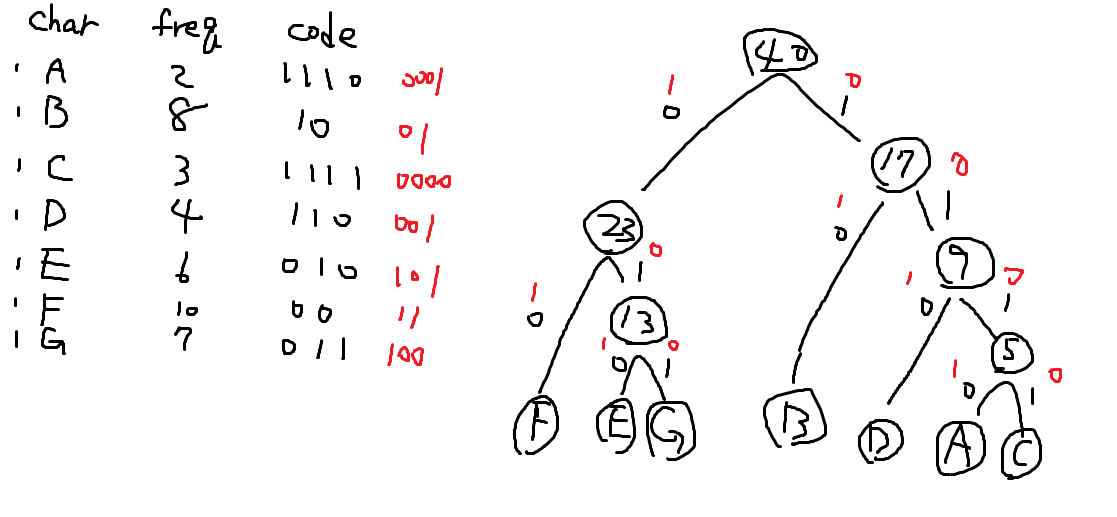 char freq code
A 2 1110 0001
B 8 10 01
C 3 1111 0000
D 4 110 001
E 6 010 101
F 10 00 11
G 7 011 100
40
1 0
0 1
17
1 0
0 1
23
1 0
0 1
9
1 0
0 1
13
1 0
0 1
5
1 0
0 1
F E G B D A C